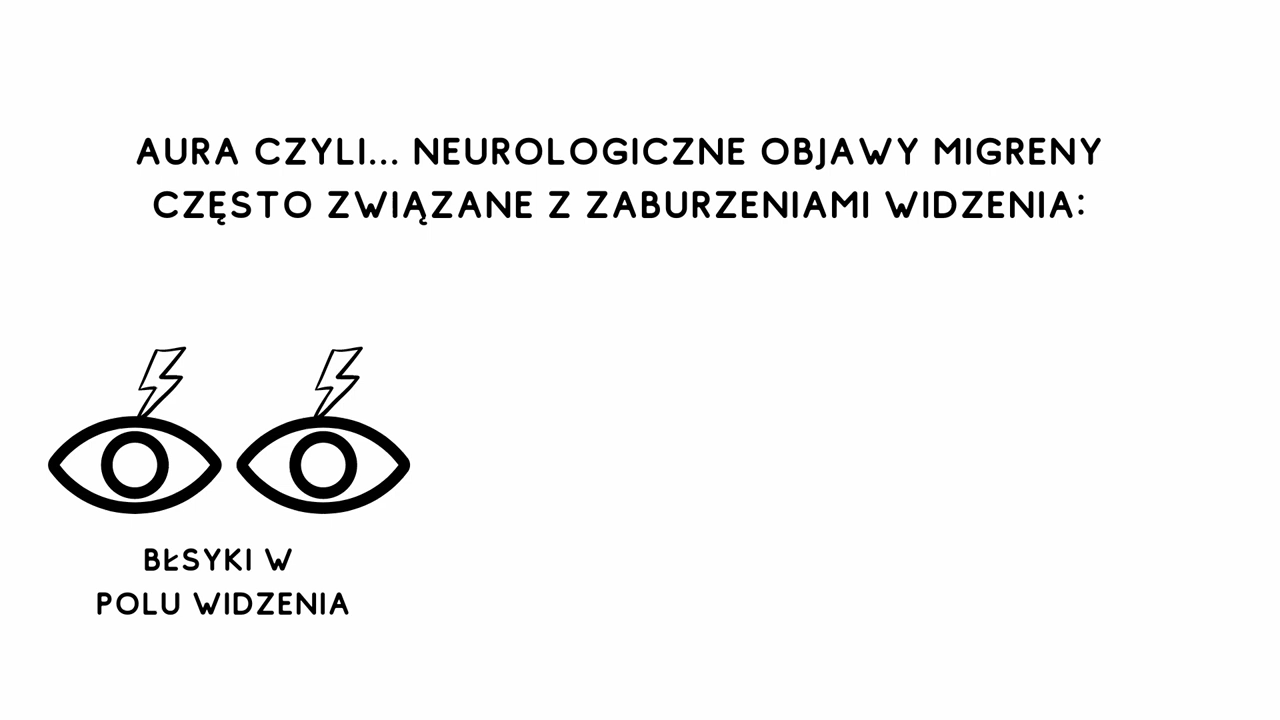 AURA CZYLI... NEUROLOGICZNE OBJAWY MIGRENY
CZĘSTO ZWIĄZANE Z ZABURZENIAMI WIDZENIA:
BŁSYKI W
POLU WIDZENIA